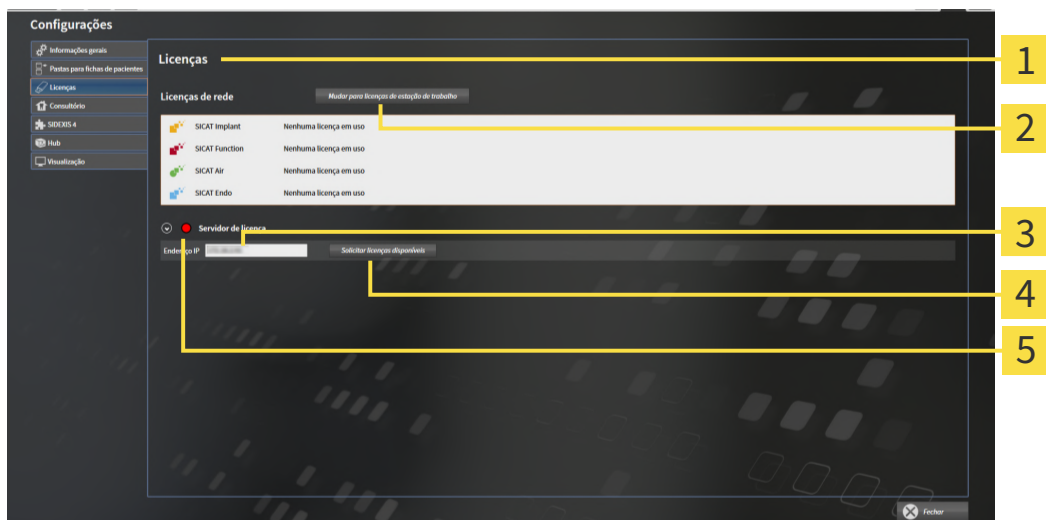 Configurações
Informações gerais
Pastas para fichas de pacientes
Licenças
Consultório
SIDEXIS 4
Hub
Visualização
Licenças
1
Licenças de rede
Mudar para licenças de estação de trabalho
2
SICAT Implant Nenhuma licença em uso
SICAT Function Nenhuma licença em uso
SICAT Air Nenhuma licença em uso
SICAT Endo Nenhuma licença em uso
Servidor de licença
3
Endereço IP
Solicitar licenças disponíveis
4
5
Fechar